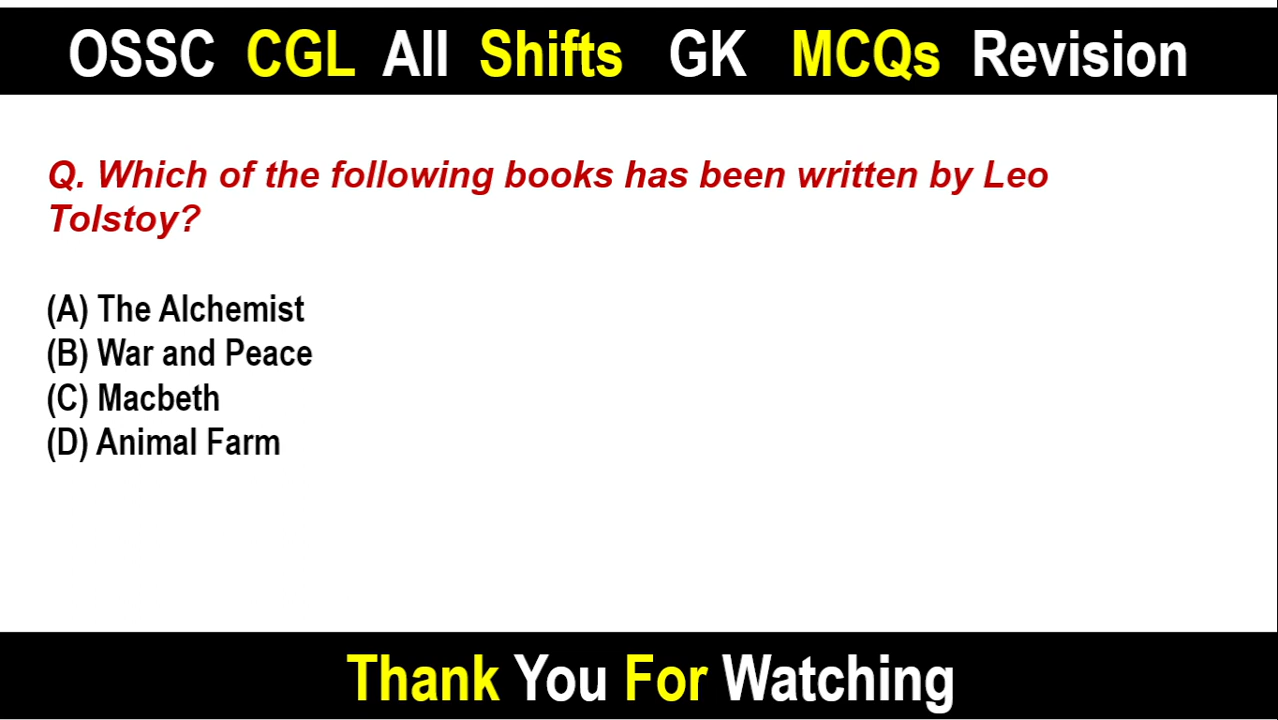 OSSC CGL All Shifts GK MCQs Revision
Q. Which of the following books has been written by Leo
Tolstoy?
(A) The Alchemist
(B) War and Peace
(C) Macbeth
(D) Animal Farm
Thank You For Watching